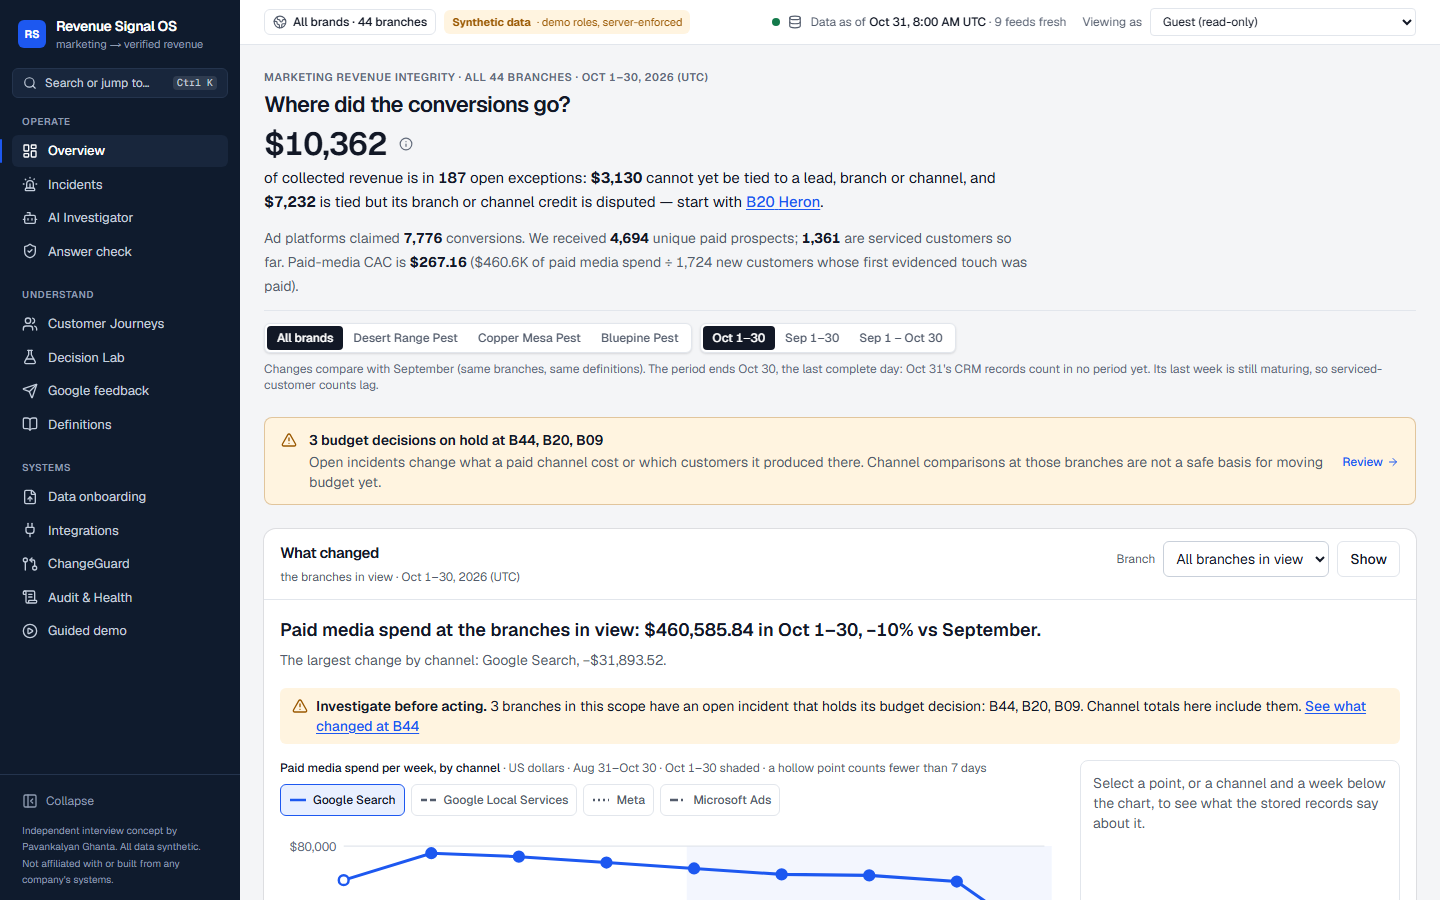 RS
Revenue Signal OS
marketing → verified revenue
Search or jump to...
Ctrl K
OPERATE
Overview
Incidents
AI Investigator
Answer check
UNDERSTAND
Customer Journeys
Decision Lab
Google feedback
Definitions
SYSTEMS
Data onboarding
Integrations
ChangeGuard
Audit & Health
Guided demo
Collapse
Independent interview concept by
Pavankalyan Ghanta. All data synthetic.
Not affiliated with or built from any
company's systems.
All brands · 44 branches
Synthetic data · demo roles, server-enforced
Data as of Oct 31, 8:00 AM UTC · 9 feeds fresh
Viewing as
Guest (read-only)
MARKETING REVENUE INTEGRITY · ALL 44 BRANCHES · OCT 1–30, 2026 (UTC)
Where did the conversions go?
$10,362
of collected revenue is in 187 open exceptions: $3,130 cannot yet be tied to a lead, branch or channel, and
$7,232 is tied but its branch or channel credit is disputed — start with B20 Heron.
Ad platforms claimed 7,776 conversions. We received 4,694 unique paid prospects; 1,361 are serviced customers so
far. Paid-media CAC is $267.16 ($460.6K of paid media spend ÷ 1,724 new customers whose first evidenced touch was
paid).
All brands
Desert Range Pest
Copper Mesa Pest
Bluepine Pest
Oct 1–30
Sep 1–30
Sep 1 – Oct 30
Changes compare with September (same branches, same definitions). The period ends Oct 30, the last complete day: Oct 31's CRM records count in no period yet. Its last week is still maturing, so serviced-
customer counts lag.
3 budget decisions on hold at B44, B20, B09
Open incidents change what a paid channel cost or which customers it produced there. Channel comparisons at those branches are not a safe basis for moving
budget yet.
Review →
What changed
the branches in view · Oct 1–30, 2026 (UTC)
Branch
All branches in view
Show
Paid media spend at the branches in view: $460,585.84 in Oct 1–30, −10% vs September.
The largest change by channel: Google Search, −$31,893.52.
Investigate before acting. 3 branches in this scope have an open incident that holds its budget decision: B44, B20, B09. Channel totals here include them. See what
changed at B44
Paid media spend per week, by channel · US dollars · Aug 31–Oct 30 · Oct 1–30 shaded · a hollow point counts fewer than 7 days
Google Search
Google Local Services
Meta
Microsoft Ads
$80,000
Select a point, or a channel and a week below
the chart, to see what the stored records say
about it.